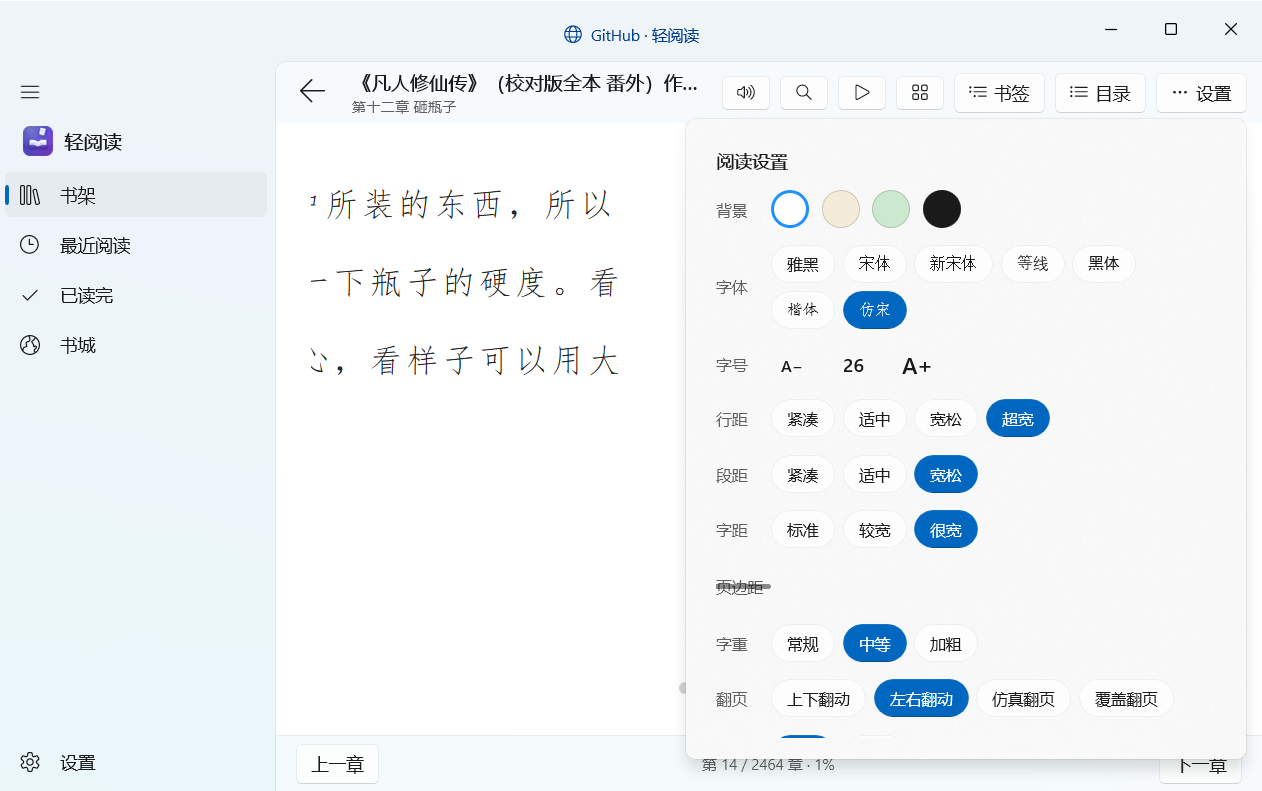 GitHub · 轻阅读
轻阅读
书架
最近阅读
已读完
书城
设置
《凡人修仙传》（校对版全本 番外）作…
第十二章 砸瓶子
书签
目录
设置
所装的东西，所以
一下瓶子的硬度。看
心，看样子可以用大
阅读设置
背景
字体
雅黑 宋体 新宋体 等线 黑体
楷体 仿宋
字号 A− 26 A+
行距 紧凑 适中 宽松 超宽
段距 紧凑 适中 宽松
字距 标准 较宽 很宽
页边距
字重 常规 中等 加粗
翻页 上下翻动 左右翻动 仿真翻页 覆盖翻页
上一章
第 14 / 2464 章 · 1%
下一章